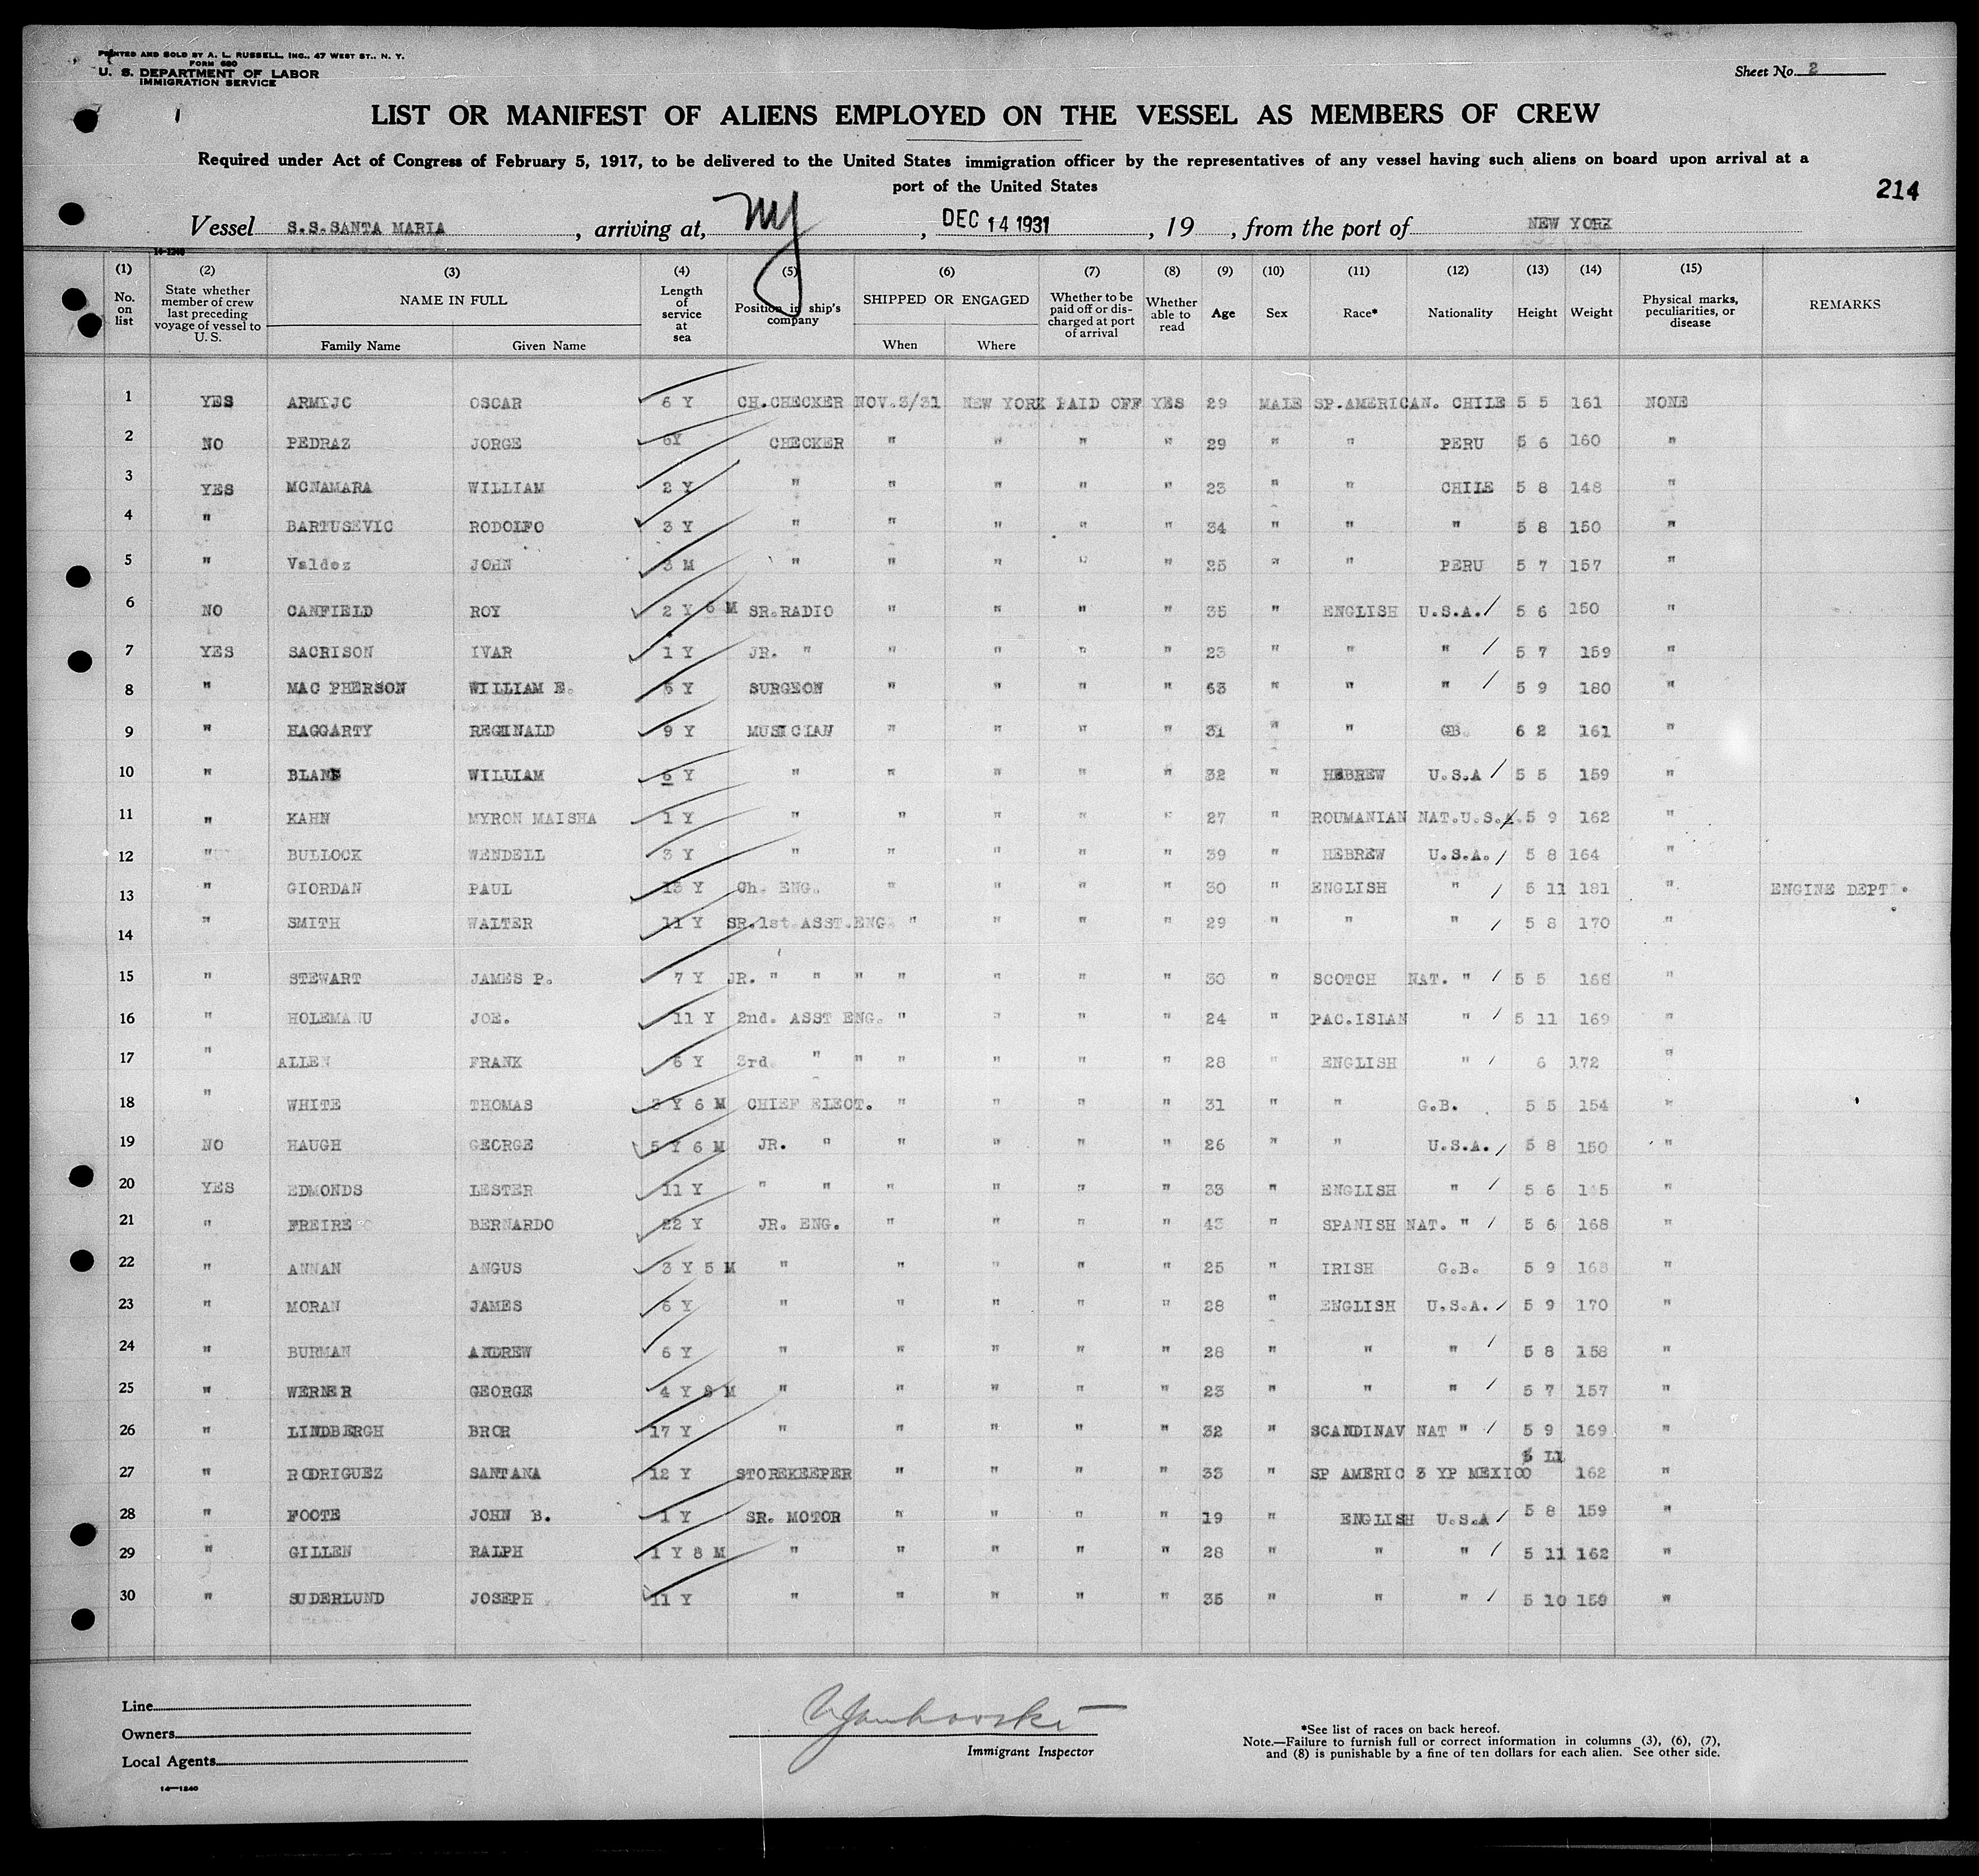 PRINTED AND SOLD BY A. L. RUSSELL, INC., 47 WEST ST., N. Y.
FORM 680
U. S. DEPARTMENT OF LABOR
IMMIGRATION SERVICE
Sheet No. 2
LIST OR MANIFEST OF ALIENS EMPLOYED ON THE VESSEL AS MEMBERS OF CREW
Required under Act of Congress of February 5, 1917, to be delivered to the United States immigration officer by the representatives of any vessel having such aliens on board upon arrival at a
port of the United States
214
Vessel S.S.SANTA MARIA , arriving at, NY , DEC 14 1931 , 19 , from the port of NEW YORK
14-1240
(1) (2) (3) (4) (5) (6) (7) (8) (9) (10) (11) (12) (13) (14) (15)
No. on list State whether member of crew last preceding voyage of vessel to U. S. NAME IN FULL Family Name Given Name Length of service at sea Position in ship's company SHIPPED OR ENGAGED When Where Whether to be paid off or discharged at port of arrival Whether able to read Age Sex Race* Nationality Height Weight Physical marks, peculiarities, or disease REMARKS
1 YES ARMIJO OSCAR 6 Y CH.CHECKER NOV.3/31 NEW YORK PAID OFF YES 29 MALE SP.AMERICAN. CHILE 5 5 161 NONE
2 NO PEDRAZ JORGE 6Y CHECKER " " " " 29 " " PERU 5 6 160 "
3 YES MCNAMARA WILLIAM 2 Y " " " " " 23 " " CHILE 5 8 148 "
4 " BARTUSEVIC RODOLFO 3 Y " " " " " 34 " " " 5 8 150 "
5 " Valdez JOHN 3 M " " " " " 25 " " PERU 5 7 157 "
6 NO CANFIELD ROY 2 Y 6 M SR.RADIO " " " " 35 " ENGLISH U.S.A. 5 6 150 "
7 YES SACRISON IVAR 1 Y JR. " " " " " 23 " " " 5 7 159 "
8 " MAC PHERSON WILLIAM E. 6 Y SURGEON " " " " 63 " " " 5 9 180 "
9 " HAGGARTY REGINALD 9 Y MUSICIAN " " " " 31 " " GB. 6 2 161 "
10 " BLANE WILLIAM 6 Y " " " " " 32 " HEBREW U.S.A 5 5 159 "
11 " KAHN MYRON MAISHA 1 Y " " " " " 27 " ROUMANIAN NAT.U.S.A. 5 9 162 "
12 " BULLOCK WENDELL 3 Y " " " " " 39 " HEBREW U.S.A. 5 8 164 "
13 " GIORDAN PAUL 13 Y Ch. ENG. " " " " 30 " ENGLISH " 5 11 181 " ENGINE DEPT.
14 " SMITH WALTER 11 Y SR.1st.ASST.ENG. " " " " 29 " " " 5 8 170 "
15 " STEWART JAMES P. 7 Y JR. " " " " " " " 30 " SCOTCH NAT. " 5 5 "
16 " HOLEMANU JOE. 11 Y 2nd. ASST ENG. " " " " 24 " PAC.ISLAN " 5 11 169 "
17 " ALLEN FRANK 6 Y 3rd. " " " " " " 28 " ENGLISH " 6 172 "
18 " WHITE THOMAS Y 6 M CHIEF ELECT. " " " " 31 " " G.B. 5 5 154 "
19 NO HAUGH GEORGE 5 Y 6 M JR. " " " " " 26 " " U.S.A. 5 8 150 "
20 YES EDMONDS LESTER 11 Y " " " " " " 33 " ENGLISH " 5 6 145 "
21 " FREIRE BERNARDO 22 Y JR. ENG. " " " " 43 " SPANISH NAT. " 5 6 168 "
22 " ANNAN ANGUS 3 Y 5 M " " " " " 25 " IRISH G.B. 5 9 168 "
23 " MORAN JAMES 6 Y " " " " " 28 " ENGLISH U.S.A. 5 9 170 "
24 " BURMAN ANDREW 6 Y " " " " " 28 " " " 5 8 158 "
25 " WERNER GEORGE 4 Y 8 M " " " " " 23 " " " 5 7 157 "
26 " LINDBERGH BROR 17 Y " " " " " 32 " SCANDINAV NAT " 5 9 169 "
27 " RODRIGUEZ SANTANA 12 Y STOREKEEPER " " " " 33 " SP AMERIC 3 YP MEXICO 5 11 162 "
28 " FOOTE JOHN B. 1 Y SR. MOTOR " " " " 19 " ENGLISH U.S.A 5 8 159 "
29 " GILLEN RALPH 1 Y 8 M " " " " " 28 " " " 5 11 162 "
30 " SUDERLUND JOSEPH 11 Y " " " " " 35 " " " 5 10 159 "
Line
Owners
Local Agents
14—1240
Immigrant Inspector
*See list of races on back hereof.
Note.—Failure to furnish full or correct information in columns (3), (6), (7),
and (8) is punishable by a fine of ten dollars for each alien. See other side.